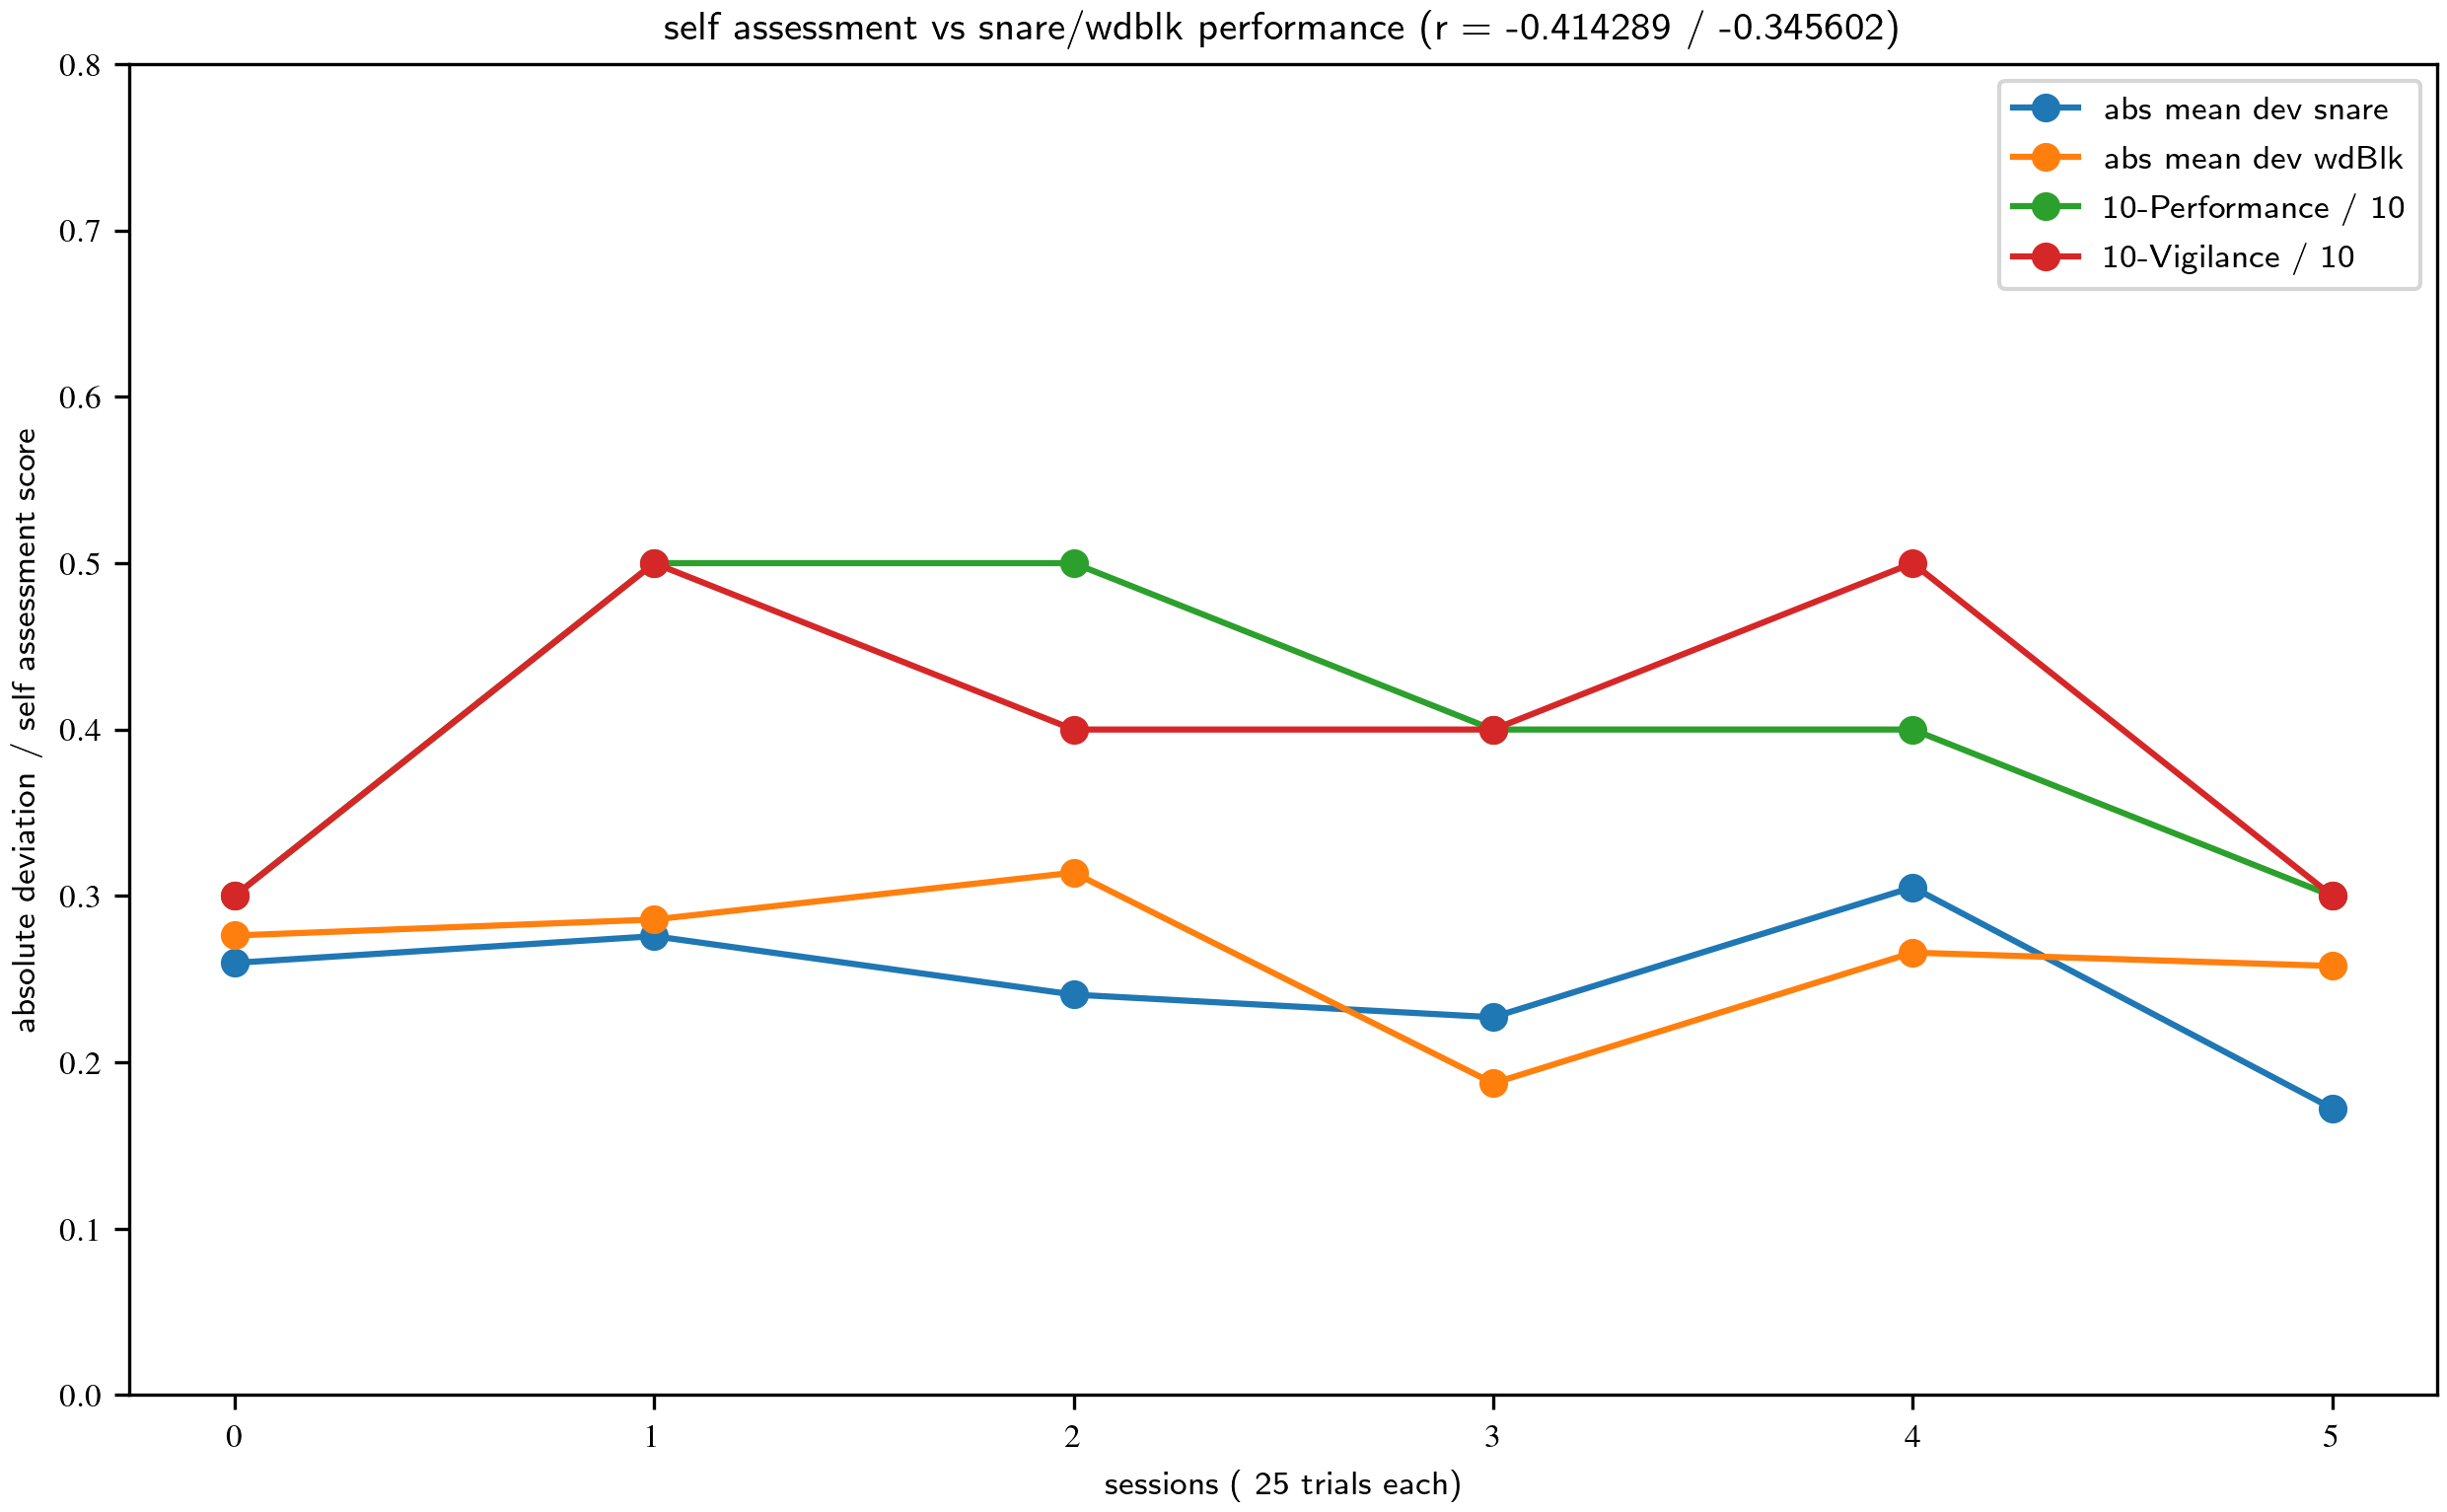 self assessment vs snare/wdblk performance (r = -0.414289 / -0.345602)
abs mean dev snare
abs mean dev wdBlk
10-Performance / 10
10-Vigilance / 10
absolute deviation / self assessment score
0.8
0.7
0.6
0.5
0.4
0.3
0.2
0.1
0.0
0 1 2 3 4 5
sessions ( 25 trials each)